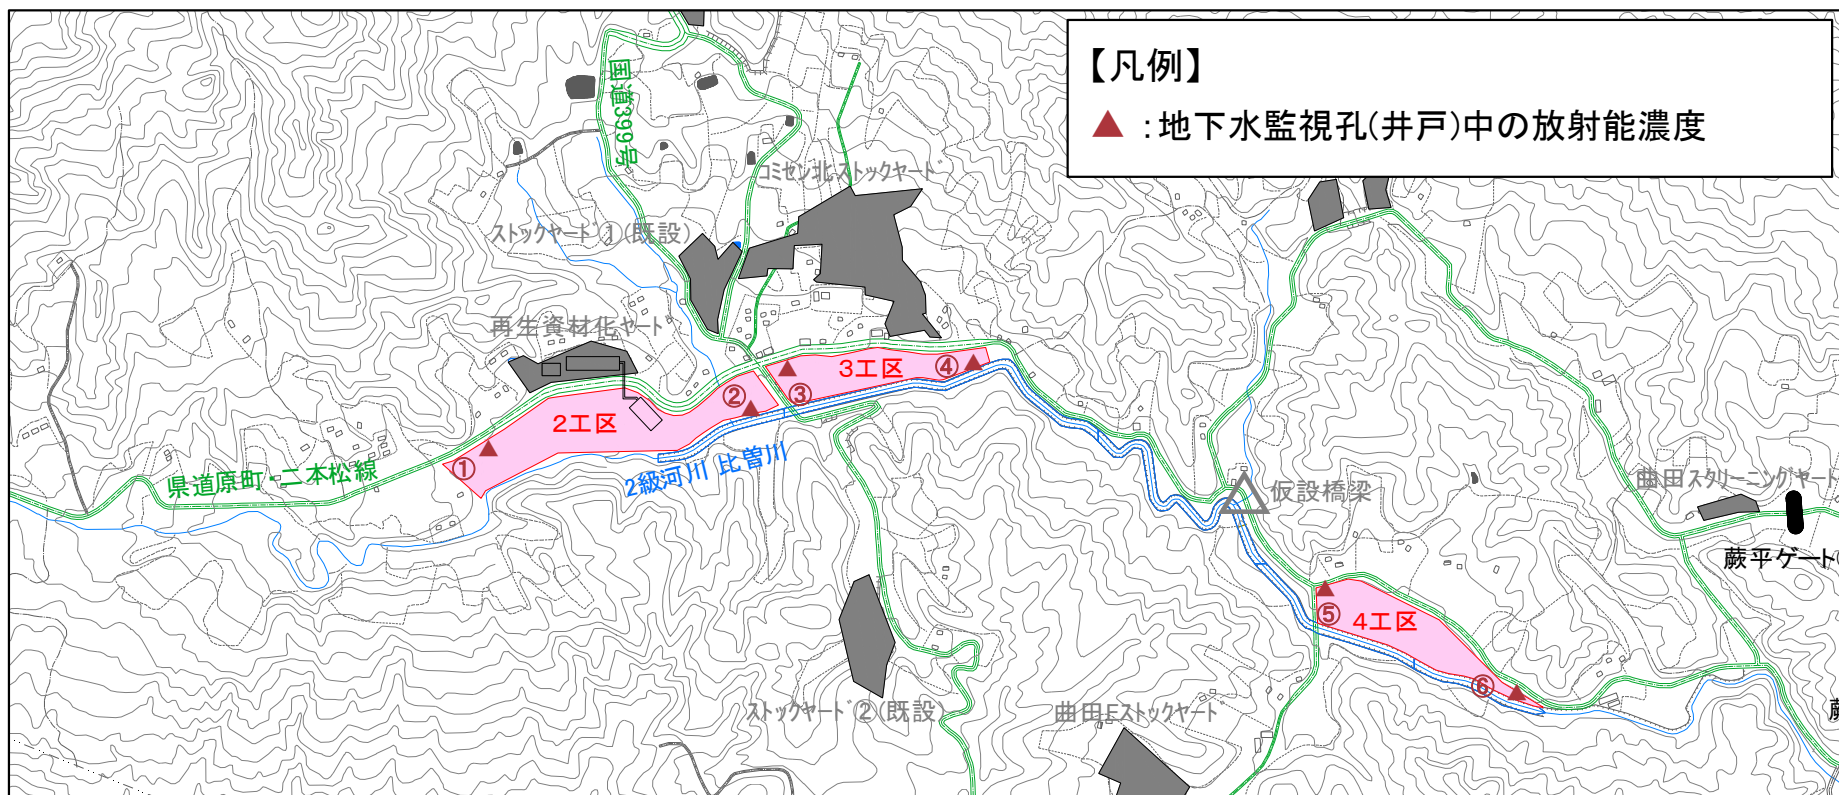 【凡例】
▲ :地下水監視孔(井戸)中の放射能濃度
国道399号
コミセン北ストックヤード
ストックヤード①(既設)
再生資材化ヤード
3工区
④
②
③
2工区
①
県道原町・二本松線
2級河川 比曽川
仮設橋梁
曲田スクリーニングヤード
蕨平ゲート
⑤
4工区
⑥
ストックヤード②(既設)
曲田Fストックヤード